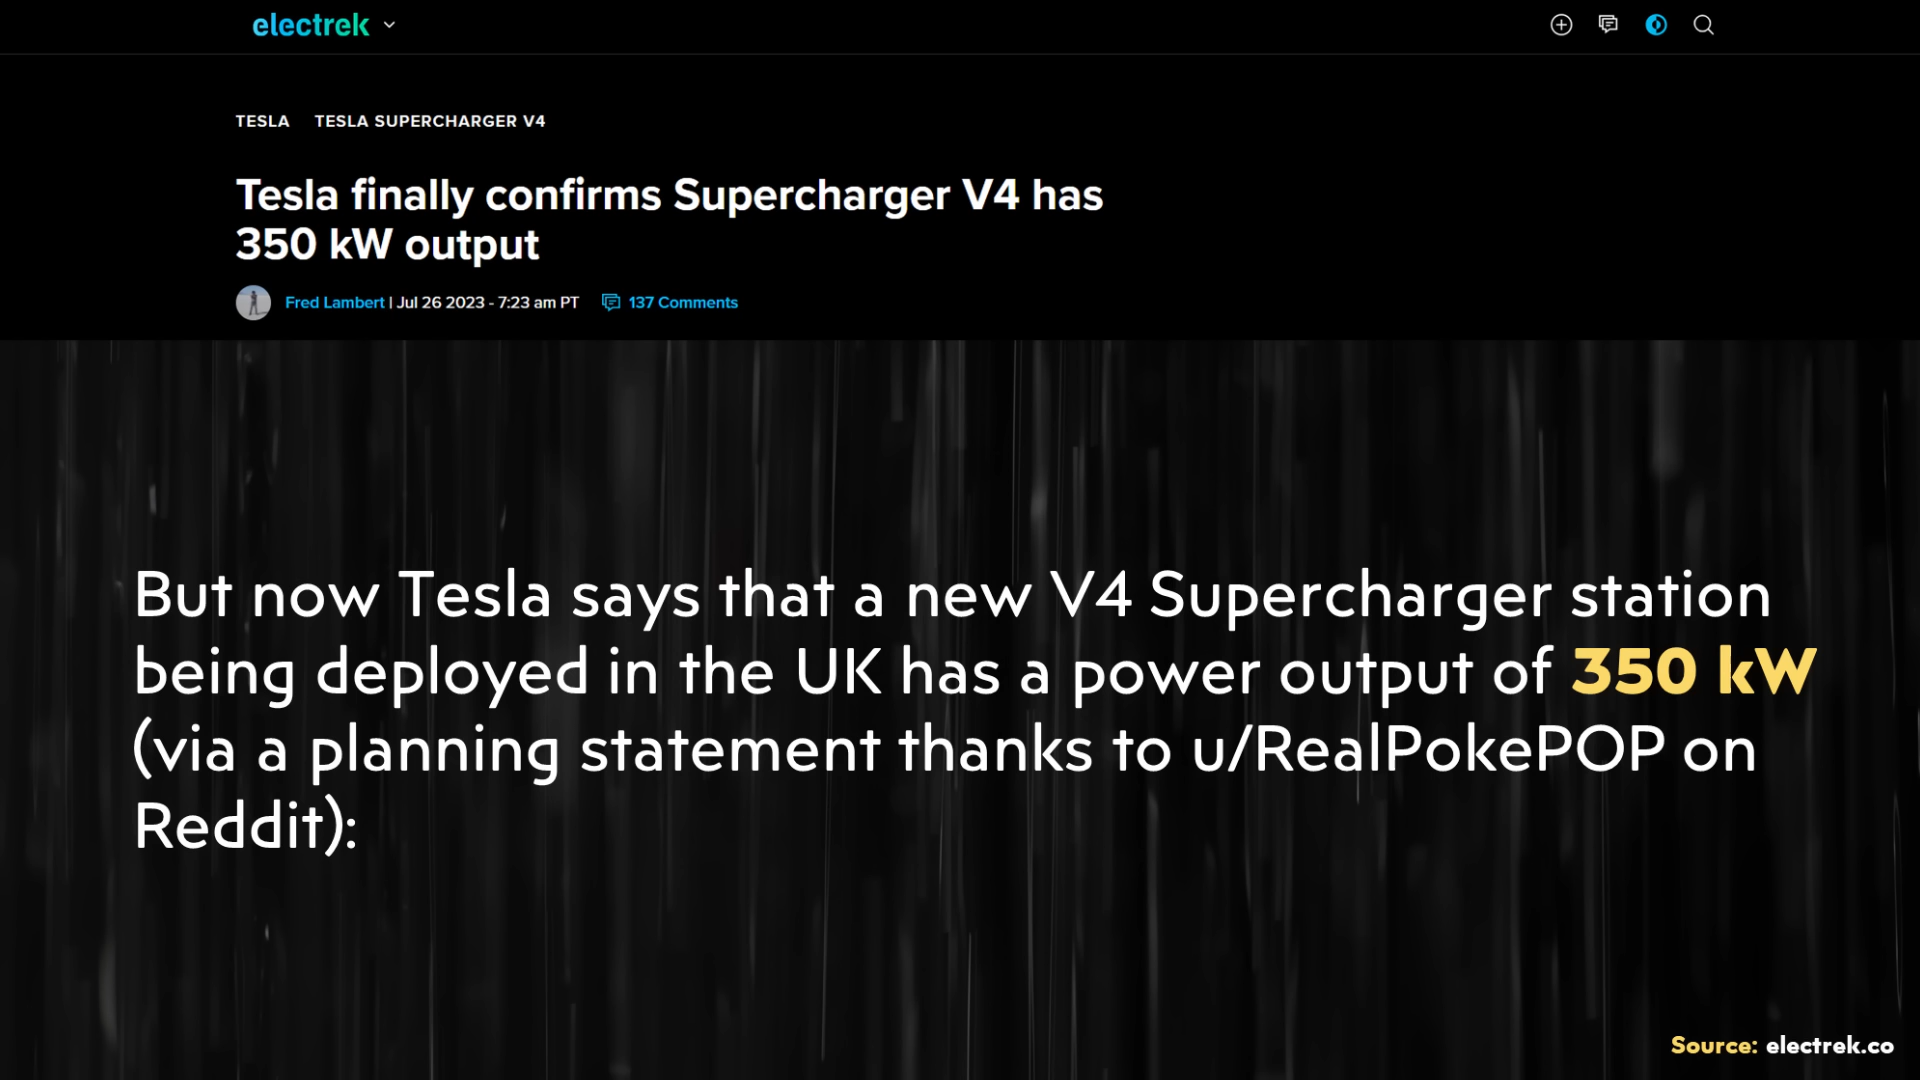 electrek
TESLA TESLA SUPERCHARGER V4
Tesla finally confirms Supercharger V4 has
350 kW output
Fred Lambert | Jul 26 2023 - 7:23 am PT 137 Comments
But now Tesla says that a new V4 Supercharger station
being deployed in the UK has a power output of 350 kW
(via a planning statement thanks to u/RealPokePOP on
Reddit):
Source: electrek.co